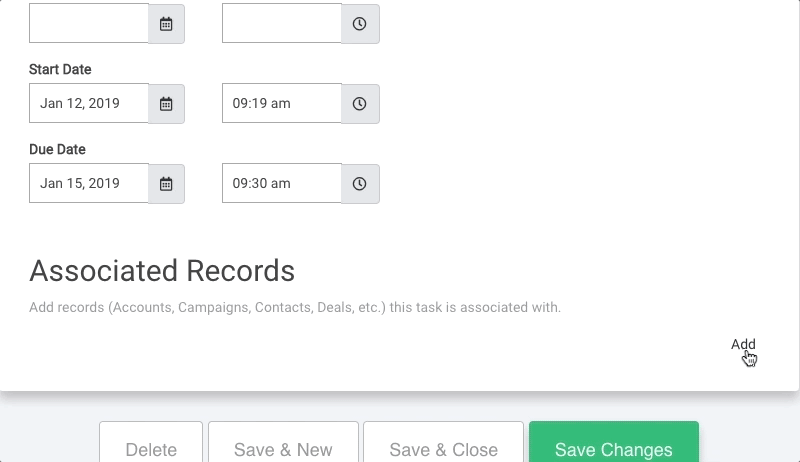 Start Date
Jan 12, 2019 09:19 am
Due Date
Jan 15, 2019 09:30 am
Associated Records
Add records (Accounts, Campaigns, Contacts, Deals, etc.) this task is associated with.
Add
Delete Save & New Save & Close Save Changes